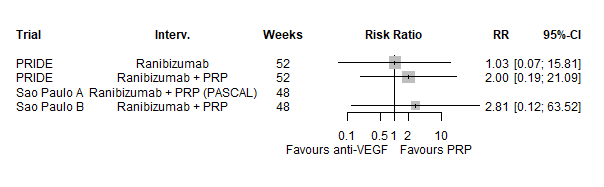 Trial Interv. Weeks Risk Ratio RR 95%-CI
PRIDE Ranibizumab 52 1.03 [0.07; 15.81]
PRIDE Ranibizumab + PRP 52 2.00 [0.19; 21.09]
Sao Paulo A Ranibizumab + PRP (PASCAL) 48
Sao Paulo B Ranibizumab + PRP 48 2.81 [0.12; 63.52]
0.1 0.5 1 2 10
Favours anti-VEGF Favours PRP